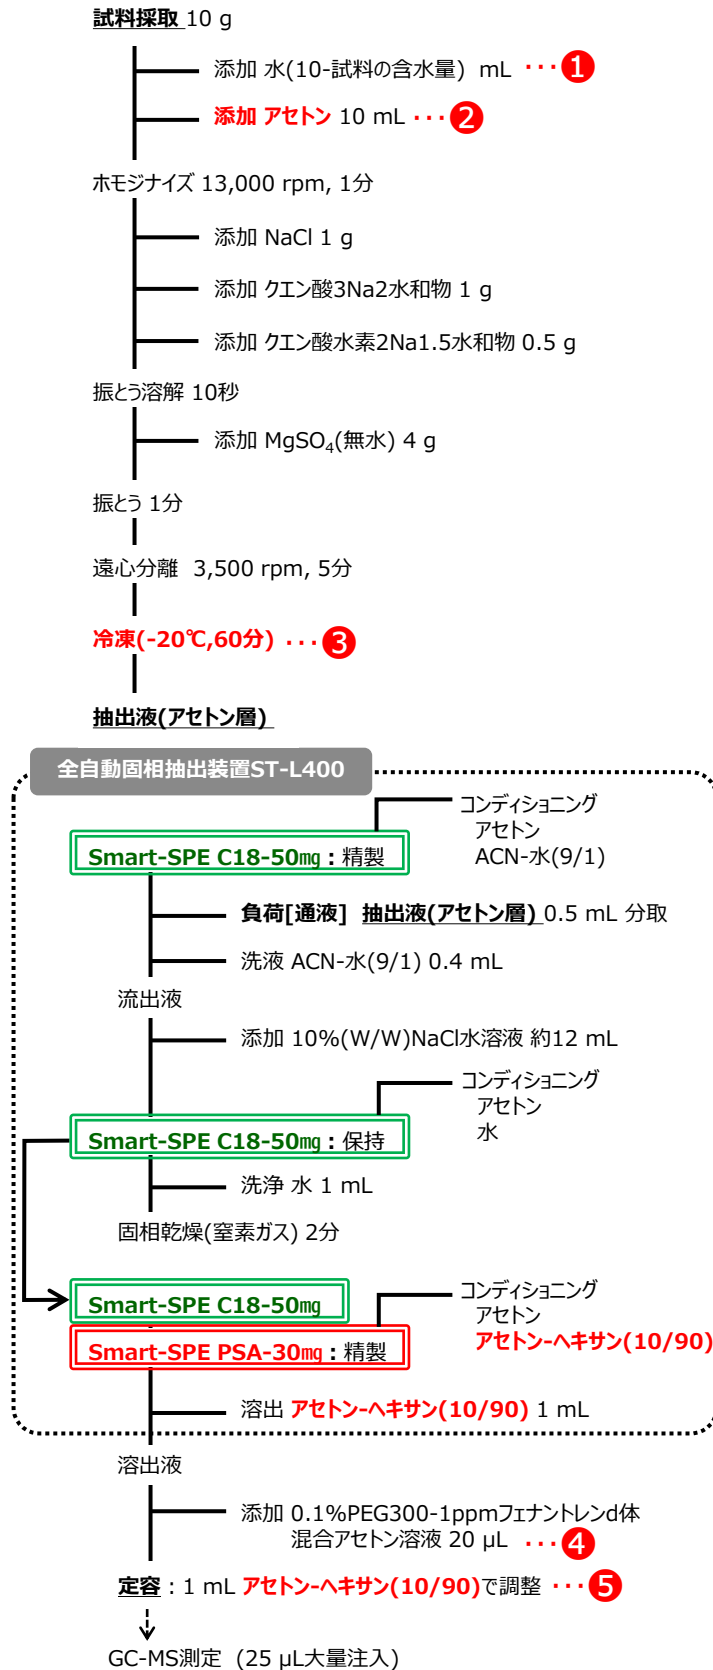 試料採取 10 g
添加 水(10-試料の含水量) mL ･･･❶
添加 アセトン 10 mL ･･･❷
ホモジナイズ 13,000 rpm, 1分
添加 NaCl 1 g
添加 クエン酸3Na2水和物 1 g
添加 クエン酸水素2Na1.5水和物 0.5 g
振とう溶解 10秒
添加 MgSO₄(無水) 4 g
振とう 1分
遠心分離 3,500 rpm, 5分
冷凍(-20℃,60分) ･･･❸
抽出液(アセトン層)
全自動固相抽出装置ST-L400
コンディショニング
アセトン
ACN-水(9/1)
Smart-SPE C18-50㎎：精製
負荷[通液] 抽出液(アセトン層) 0.5 mL 分取
洗液 ACN-水(9/1) 0.4 mL
流出液
添加 10%(W/W)NaCl水溶液 約12 mL
コンディショニング
アセトン
水
Smart-SPE C18-50㎎：保持
洗浄 水 1 mL
固相乾燥(窒素ガス) 2分
Smart-SPE C18-50㎎
コンディショニング
アセトン
アセトン-ヘキサン(10/90)
Smart-SPE PSA-30㎎：精製
溶出 アセトン-ヘキサン(10/90) 1 mL
溶出液
添加 0.1%PEG300-1ppmフェナントレンd体
混合アセトン溶液 20 µL ･･･❹
定容：1 mL アセトン-ヘキサン(10/90)で調整 ･･･❺
GC-MS測定 (25 µL大量注入)